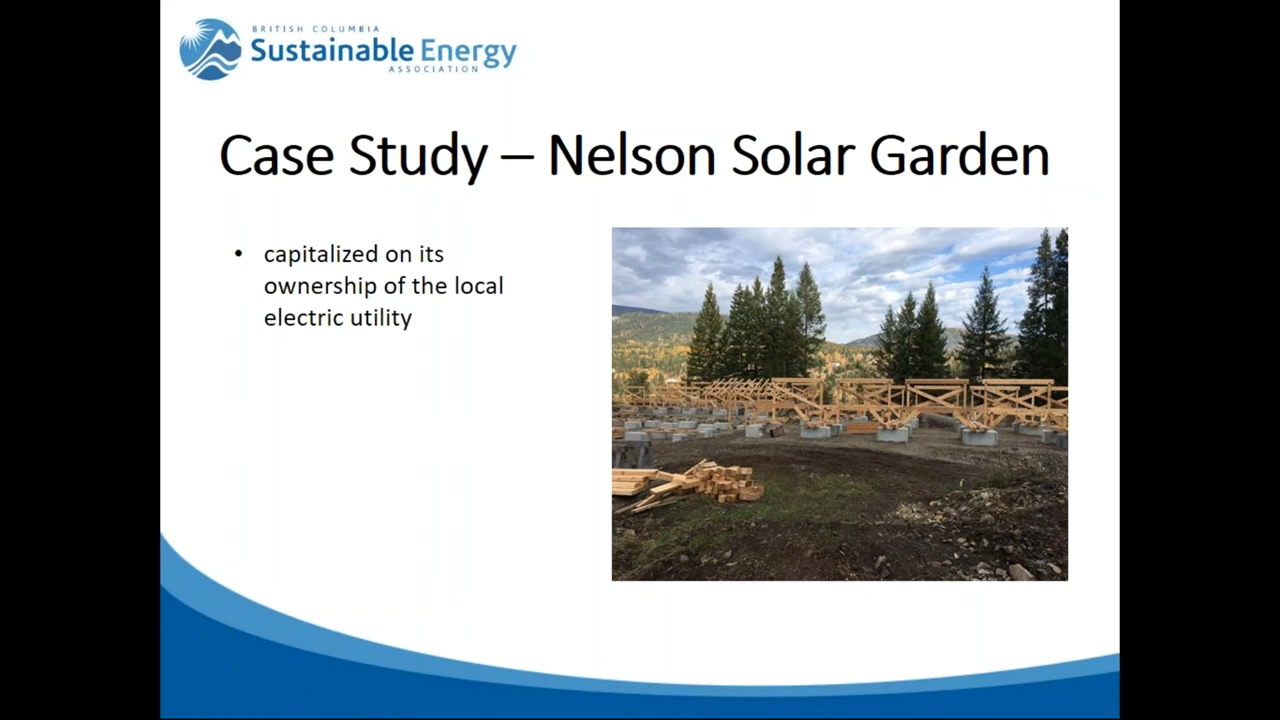 BRITISH COLUMBIA
Sustainable Energy
ASSOCIATION
Case Study – Nelson Solar Garden
• capitalized on its
ownership of the local
electric utility